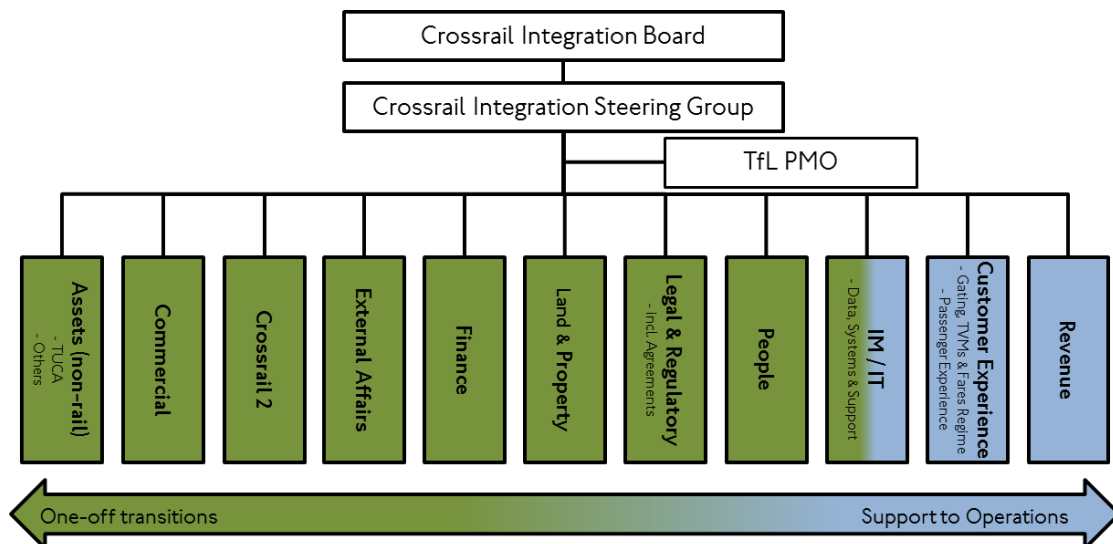 Crossrail Integration Board
Crossrail Integration Steering Group
TfL PMO
Assets (non-rail)
- TUCA
- Others
Commercial
Crossrail 2
External Affairs
Finance
Land & Property
Legal & Regulatory
- Incl. Agreements
People
IM / IT
- Data, Systems & Support
Customer Experience
- Gating, TVMs & Fares Regime
- Passenger Experience
Revenue
One-off transitions
Support to Operations